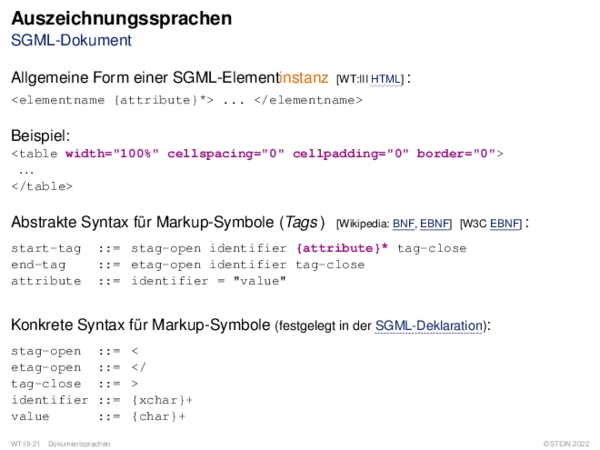 Auszeichnungssprachen
SGML-Dokument
Allgemeine Form einer SGML-Elementinstanz [WT:III HTML] :
<elementname {attribute}*> ... </elementname>
Beispiel:
<table width="100%" cellspacing="0" cellpadding="0" border="0">
...
</table>
Abstrakte Syntax für Markup-Symbole (Tags) [Wikipedia: BNF, EBNF] [W3C EBNF] :
start-tag ::= stag-open identifier {attribute}* tag-close
end-tag ::= etag-open identifier tag-close
attribute ::= identifier = "value"
Konkrete Syntax für Markup-Symbole (festgelegt in der SGML-Deklaration):
stag-open ::= <
etag-open ::= </
tag-close ::= >
identifier ::= {xchar}+
value ::= {char}+
WT:III-21 Dokumentsprachen ©STEIN 2022